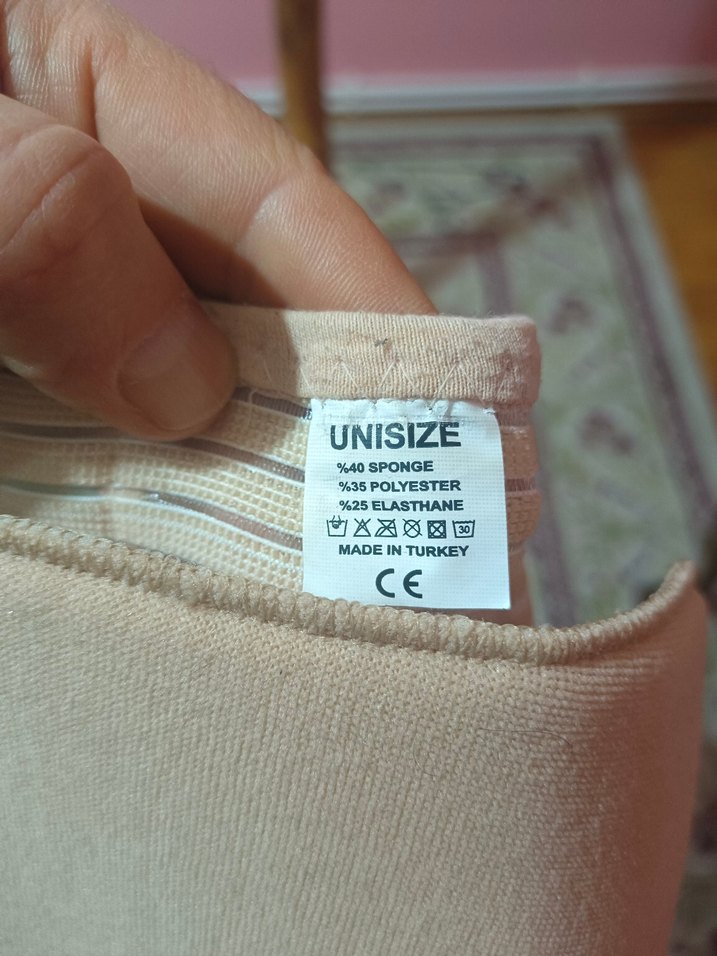 UNISIZE
%40 SPONGE
%35 POLYESTER
%25 ELASTHANE
30
MADE IN TURKEY
CE